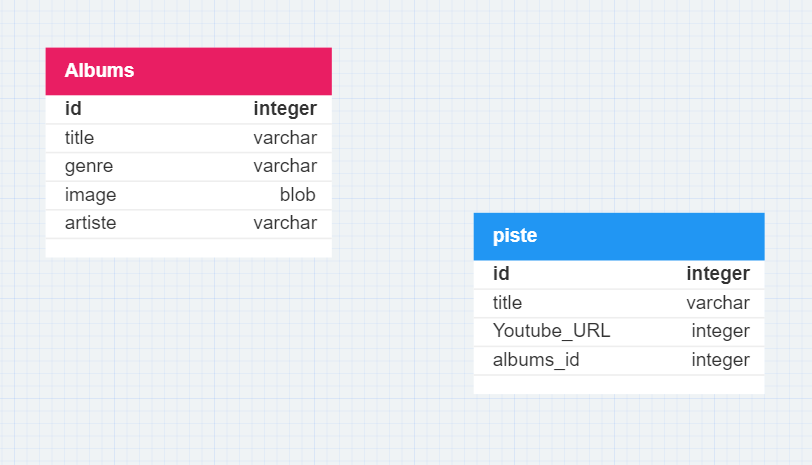 Albums
id integer
title varchar
genre varchar
image blob
artiste varchar
piste
id integer
title varchar
Youtube_URL integer
albums_id integer